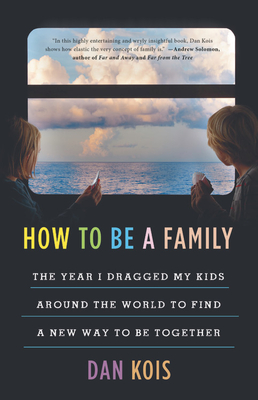 "In this highly entertaining and wryly insightful book, Dan Kois
shows how elastic the very concept of family is." —Andrew Solomon,
author of Far and Away and Far from the Tree
HOW TO BE A FAMILY
THE YEAR I DRAGGED MY KIDS
AROUND THE WORLD TO FIND
A NEW WAY TO BE TOGETHER
DAN KOIS